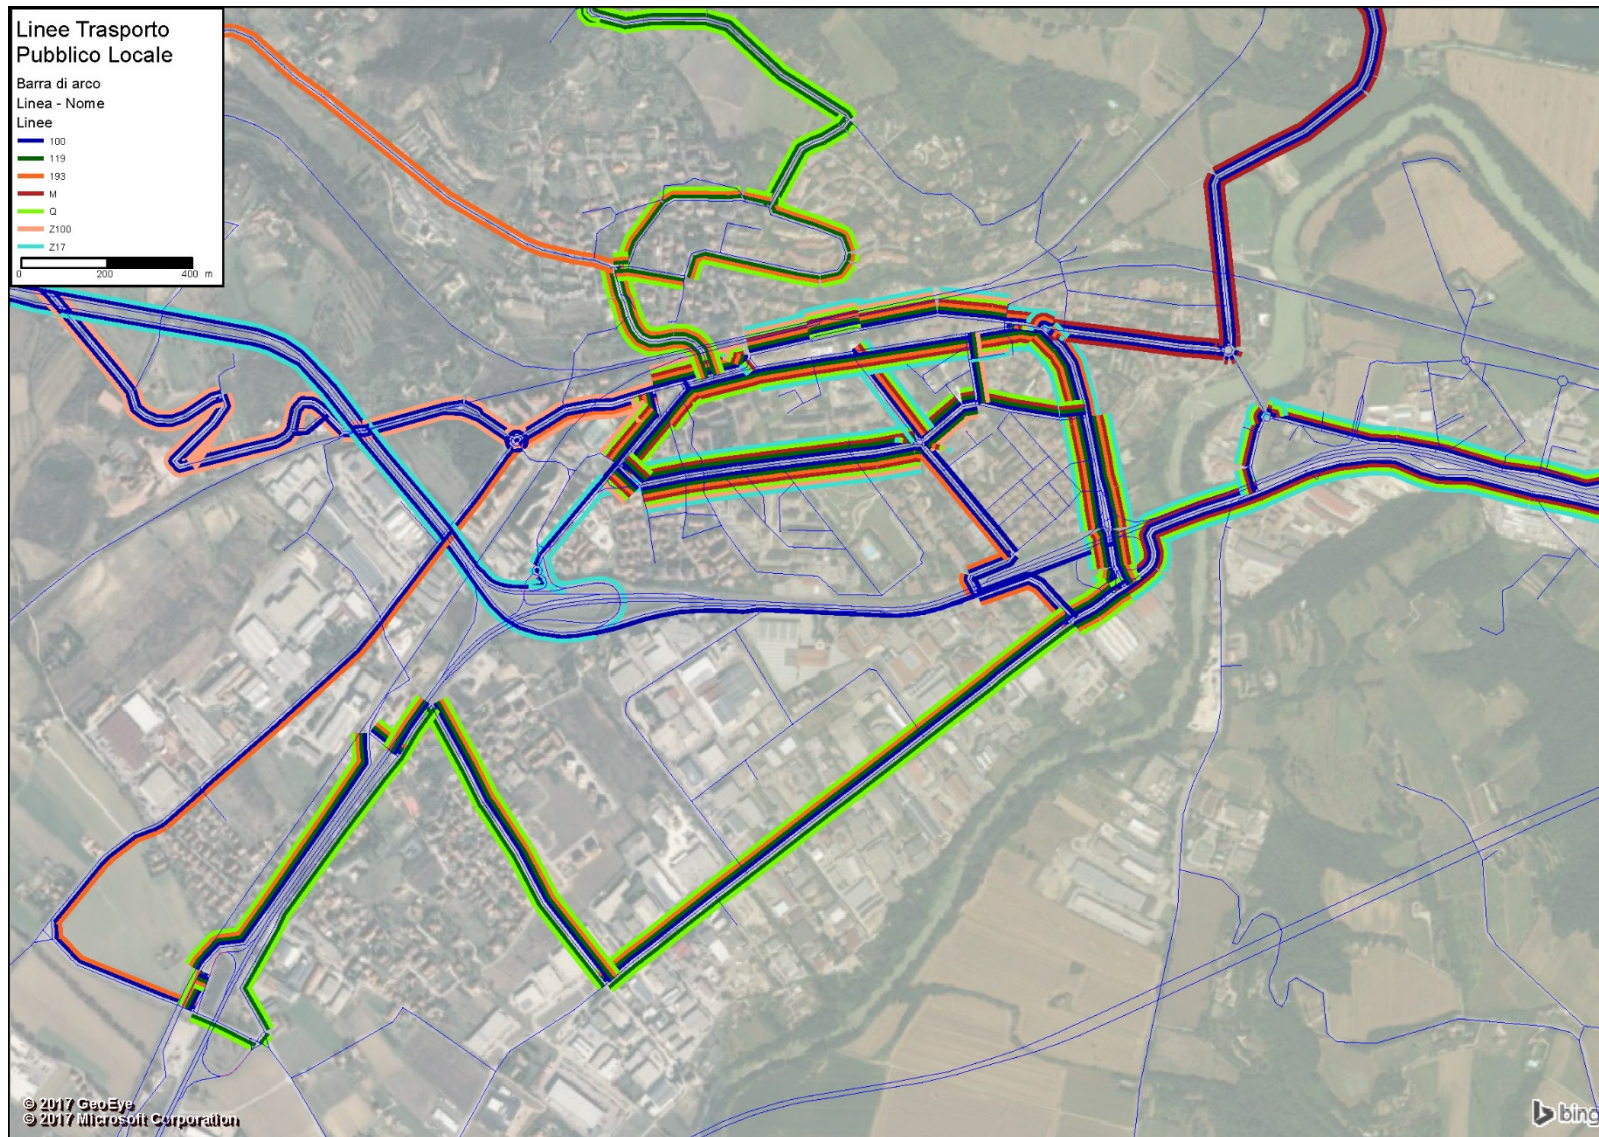 Linee Trasporto
Pubblico Locale
Barra di arco
Linea - Nome
Linee
100
119
193
M
Q
Z100
Z17
0 200 400 m
© 2017 GeoEye
© 2017 Microsoft Corporation
bing